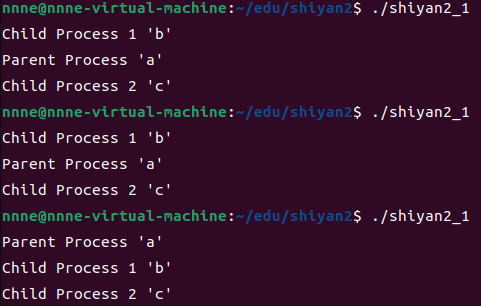 nnne@nnne-virtual-machine:~/edu/shiyan2$ ./shiyan2_1
Child Process 1 'b'
Parent Process 'a'
Child Process 2 'c'
nnne@nnne-virtual-machine:~/edu/shiyan2$ ./shiyan2_1
Child Process 1 'b'
Parent Process 'a'
Child Process 2 'c'
nnne@nnne-virtual-machine:~/edu/shiyan2$ ./shiyan2_1
Parent Process 'a'
Child Process 1 'b'
Child Process 2 'c'